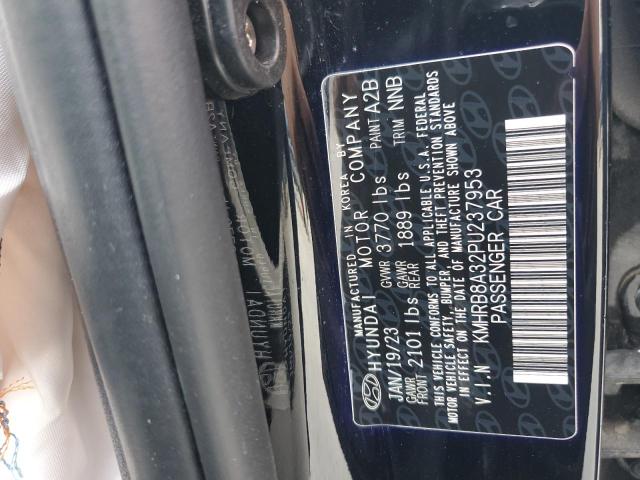 MANUFACTURED IN KOREA BY
HYUNDAI MOTOR COMPANY
JAN/19/23 GVWR 3770 lbs PAINT A2B
GAWR FRONT 2101 lbs GAWR REAR 1889 lbs TRIM NNB
THIS VEHICLE CONFORMS TO ALL APPLICABLE U.S.A. FEDERAL
MOTOR VEHICLE SAFETY, BUMPER, AND THEFT PREVENTION STANDARDS
IN EFFECT ON THE DATE OF MANUFACTURE SHOWN ABOVE
V.I.N KMHRB8A32PU237953
PASSENGER CAR